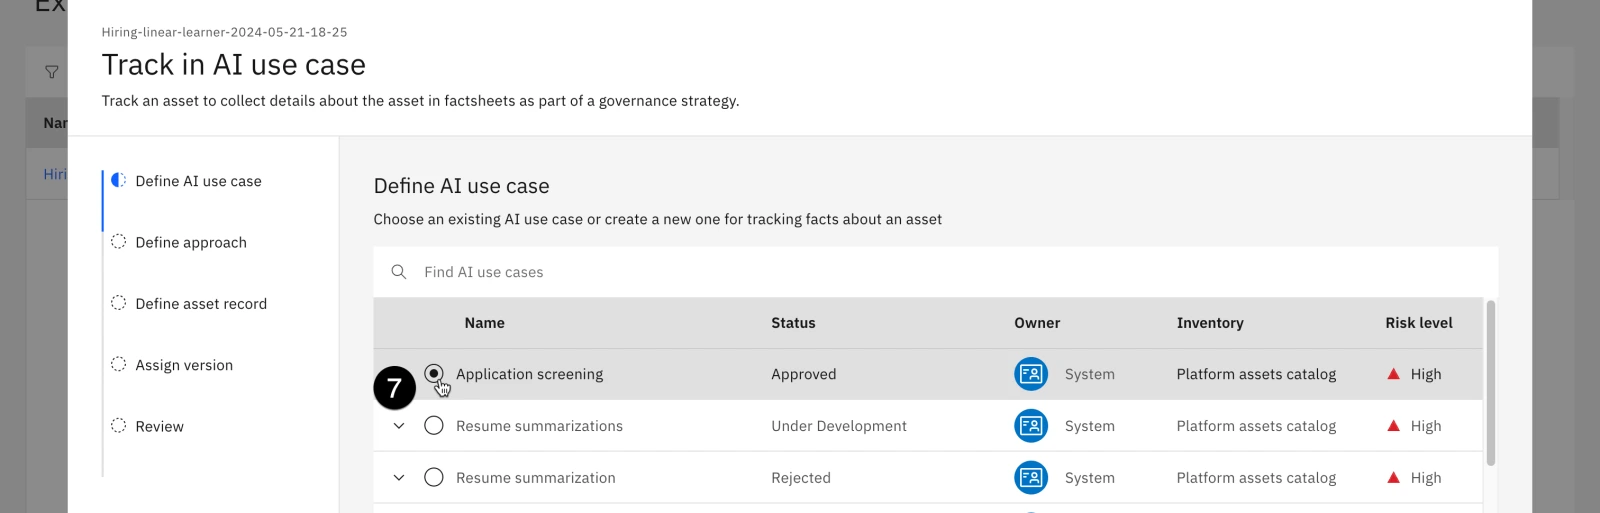 Ex
Hiring-linear-learner-2024-05-21-18-25
Track in AI use case
Track an asset to collect details about the asset in factsheets as part of a governance strategy.
Nar
Hiri
Define AI use case
Define approach
Define asset record
Assign version
Review
Define AI use case
Choose an existing AI use case or create a new one for tracking facts about an asset
Find AI use cases
Name Status Owner Inventory Risk level
7 Application screening Approved System Platform assets catalog High
Resume summarizations Under Development System Platform assets catalog High
Resume summarization Rejected System Platform assets catalog High